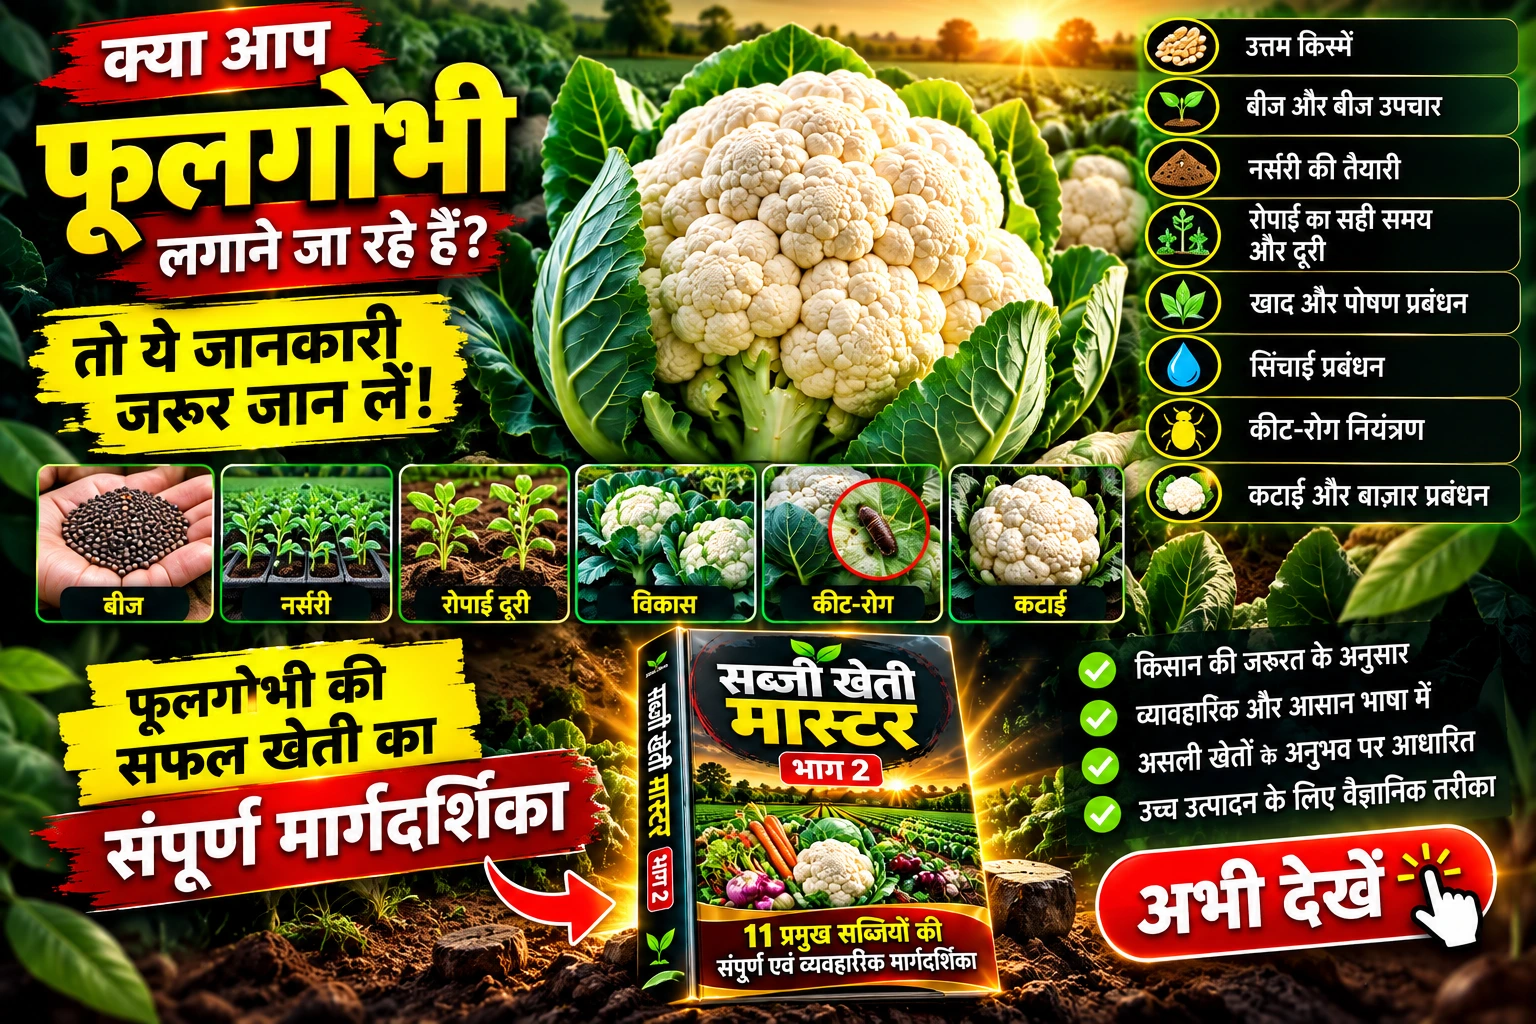 क्या आप
फूलगोभी
लगाने जा रहे हैं?
तो ये जानकारी
जरूर जान लें!
उत्तम किस्में
बीज और बीज उपचार
नर्सरी की तैयारी
रोपाई का सही समय
और दूरी
खाद और पोषण प्रबंधन
सिंचाई प्रबंधन
कीट-रोग नियंत्रण
कटाई और बाज़ार प्रबंधन
बीज
नर्सरी
रोपाई दूरी
विकास
कीट-रोग
कटाई
फूलगोभी की
सफल खेती का
संपूर्ण मार्गदर्शिका
सब्जी खेती
मास्टर
भाग 2
11 प्रमुख सब्जियों की
संपूर्ण एवं व्यवहारिक मार्गदर्शिका
खेती मास्टर
भाग 2
किसान की जरूरत के अनुसार
व्यावहारिक और आसान भाषा में
असली खेतों के अनुभव पर आधारित
उच्च उत्पादन के लिए वैज्ञानिक तरीका
अभी देखें